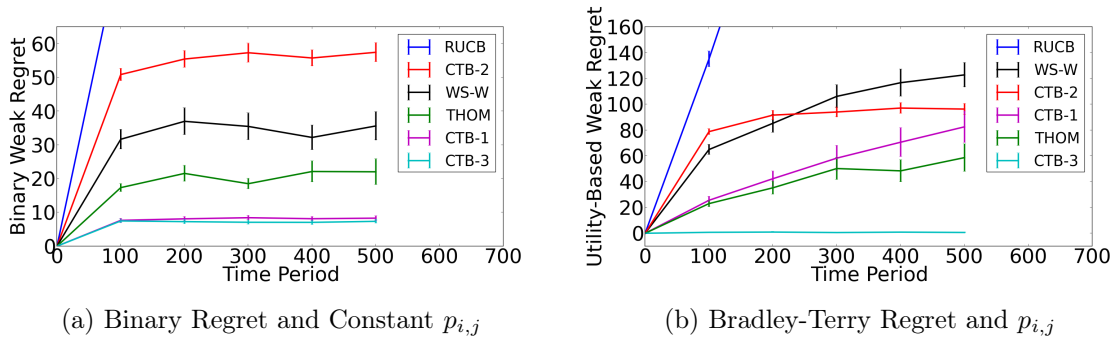 Binary Weak Regret
60
50
40
30
20
10
0
0 100 200 300 400 500 600 700
Time Period
RUCB
CTB-2
WS-W
THOM
CTB-1
CTB-3
(a) Binary Regret and Constant p_{i,j}
Utility-Based Weak Regret
160
140
120
100
80
60
40
20
0
0 100 200 300 400 500 600 700
Time Period
RUCB
WS-W
CTB-2
CTB-1
THOM
CTB-3
(b) Bradley-Terry Regret and p_{i,j}